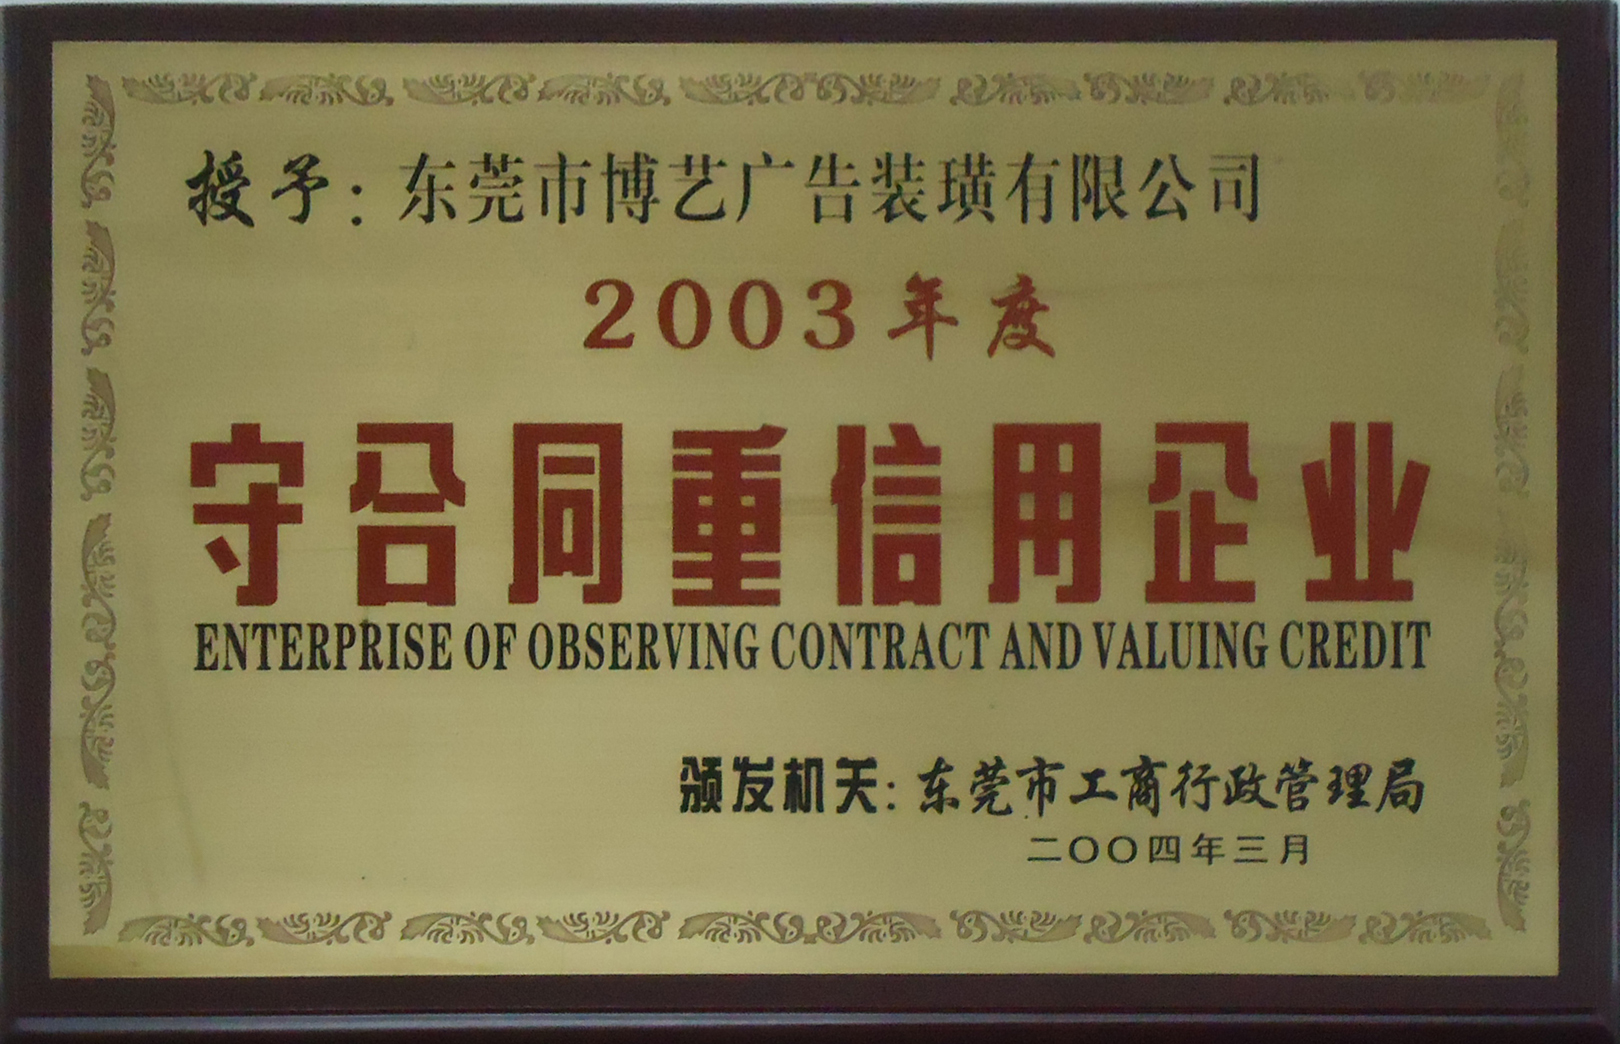 授予：东莞市博艺广告装璜有限公司
2003年度
守合同重信用企业
ENTERPRISE OF OBSERVING CONTRACT AND VALUING CREDIT
颁发机关：东莞市工商行政管理局
二〇〇四年三月